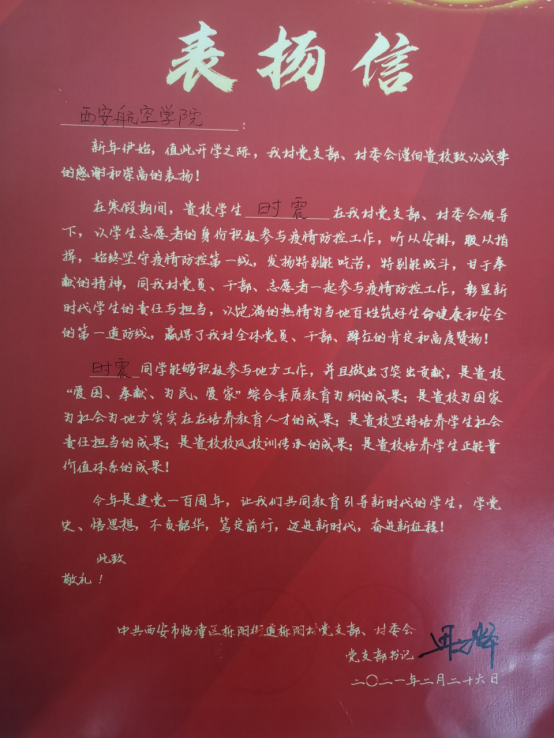 表扬信
西安航空学院：
新年伊始，值此开学之际，我村党支部、村委会谨向贵校致以诚挚
的感谢和崇高的表扬！
在寒假期间，贵校学生时震在我村党支部、村委会领导
下，以学生志愿者的身份积极参与疫情防控工作，听从安排，服从指
挥，始终坚守疫情防控第一线，发扬特别能吃苦，特别能战斗，甘于奉
献的精神，同我村党员、干部、志愿者一起参与疫情防控工作，彰显新
时代学生的责任与担当，以饱满的热情为当地百姓筑好生命健康和安全
的第一道防线，赢得了我村全体党员、干部、群众的肯定和高度赞扬！
时震同学能够积极参与地方工作，并且做出了突出贡献，是贵校
“爱国、奉献、为民、爱家”综合素质教育为纲的成果；是贵校为国家
为社会为地方实实在在培养教育人才的成果；是贵校坚持培养学生社会
责任担当的成果；是贵校校风校训传承的成果；是贵校培养学生正能量
价值体系的成果！
今年是建党一百周年，让我们共同教育引导新时代的学生，学党
史、悟思想，不负韶华，笃定前行，迈进新时代，奋进新征程！
此致
敬礼！
中共西安市临潼区栎阳街道栎阳村党支部、村委会
党支部书记
二〇二一年二月二十六日